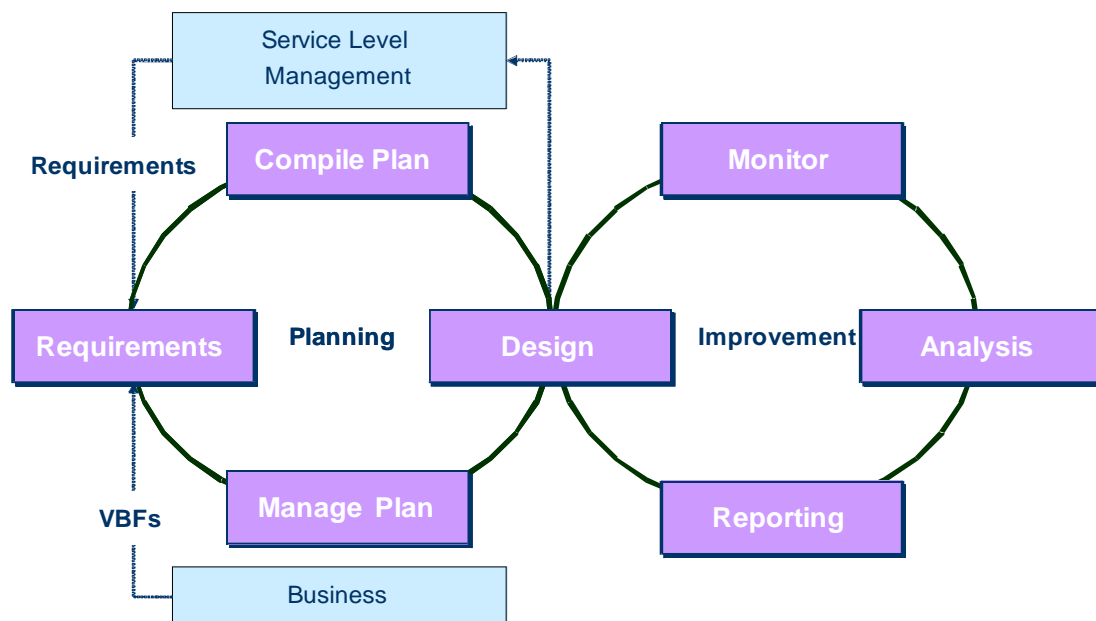 Service Level
Management
Compile Plan
Monitor
Requirements
Requirements
Planning
Design
Improvement
Analysis
Manage Plan
Reporting
VBFs
Business